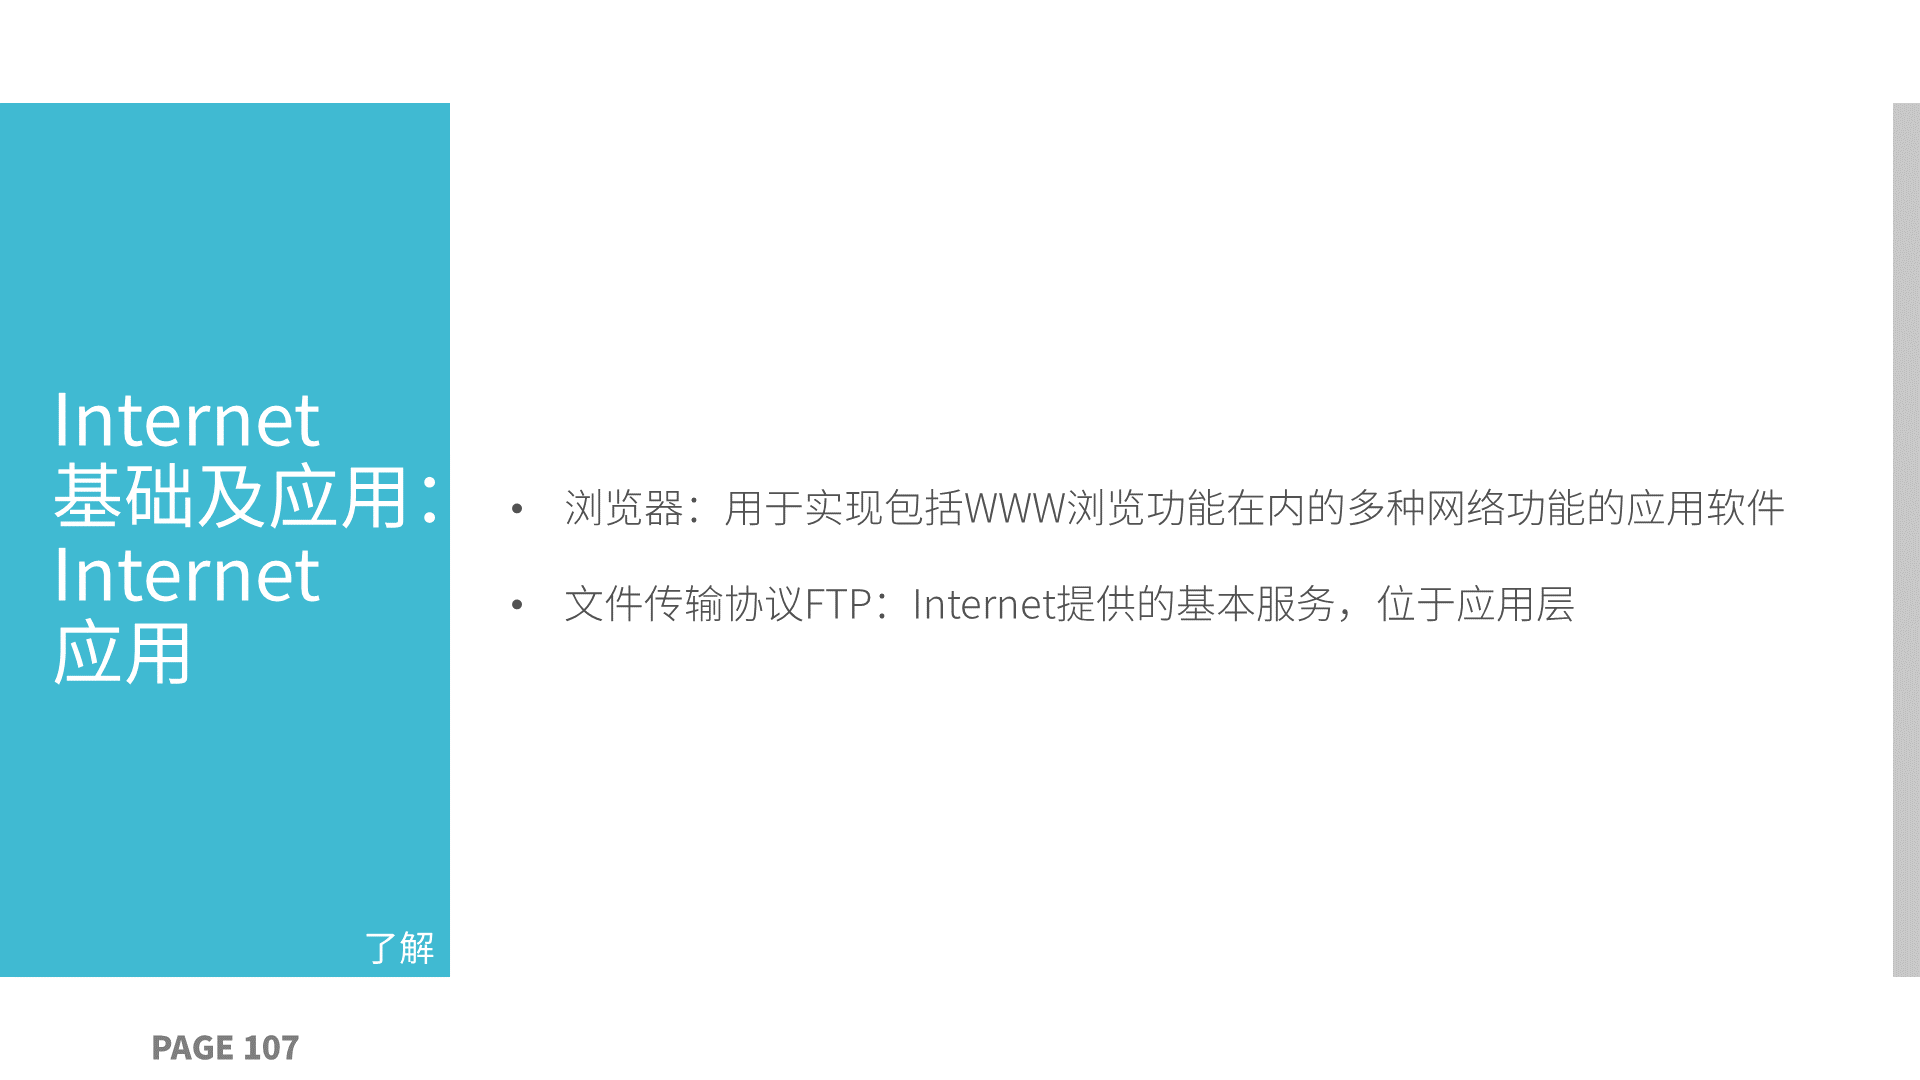 Internet
基础及应用：
Internet
应用
了解
• 浏览器：用于实现包括WWW浏览功能在内的多种网络功能的应用软件
• 文件传输协议FTP：Internet提供的基本服务，位于应用层
PAGE 107